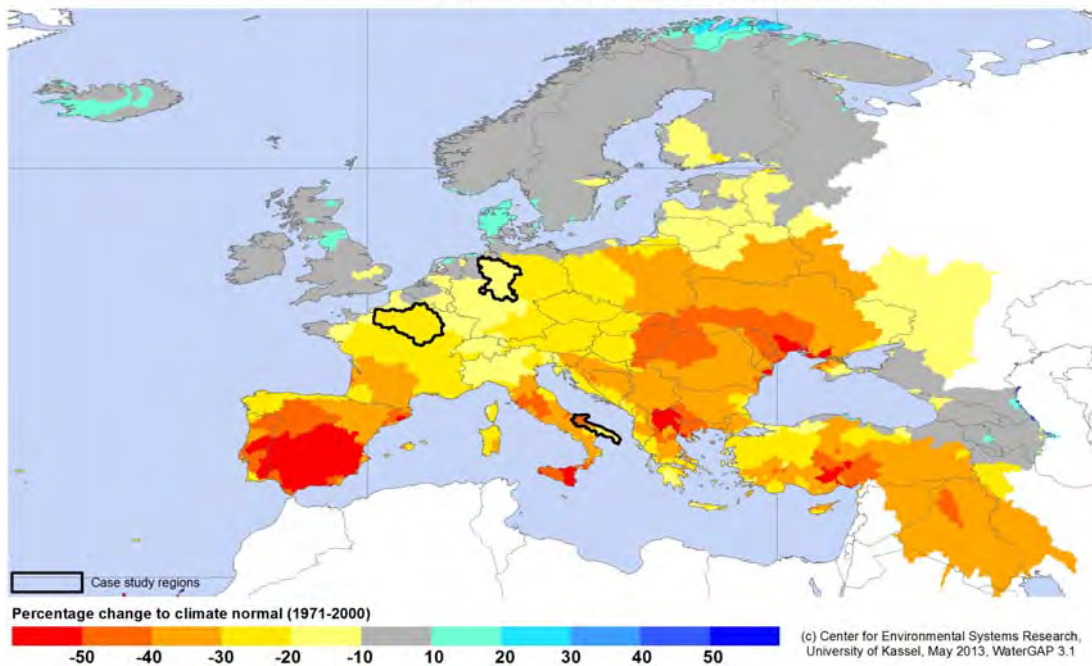 Case study regions
Percentage change to climate normal (1971-2000)
-50 -40 -30 -20 -10 10 20 30 40 50
(c) Center for Environmental Systems Research,
University of Kassel, May 2013, WaterGAP 3.1